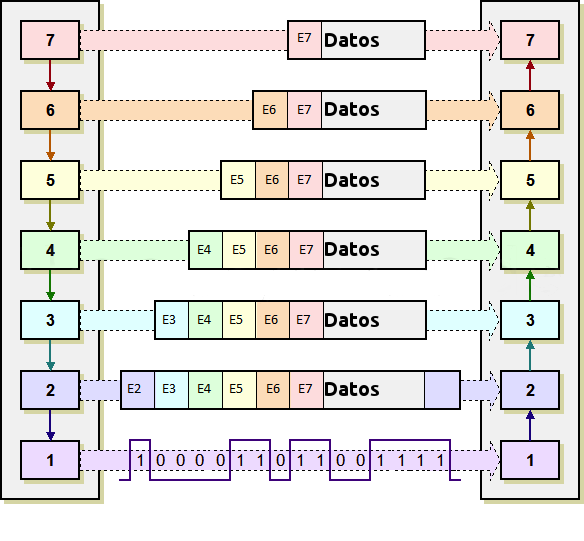 7 E7 Datos 7
6 E6 E7 Datos 6
5 E5 E6 E7 Datos 5
4 E4 E5 E6 E7 Datos 4
3 E3 E4 E5 E6 E7 Datos 3
2 E2 E3 E4 E5 E6 E7 Datos 2
1 1 0 0 0 0 1 1 0 1 1 0 0 1 1 1 1 1